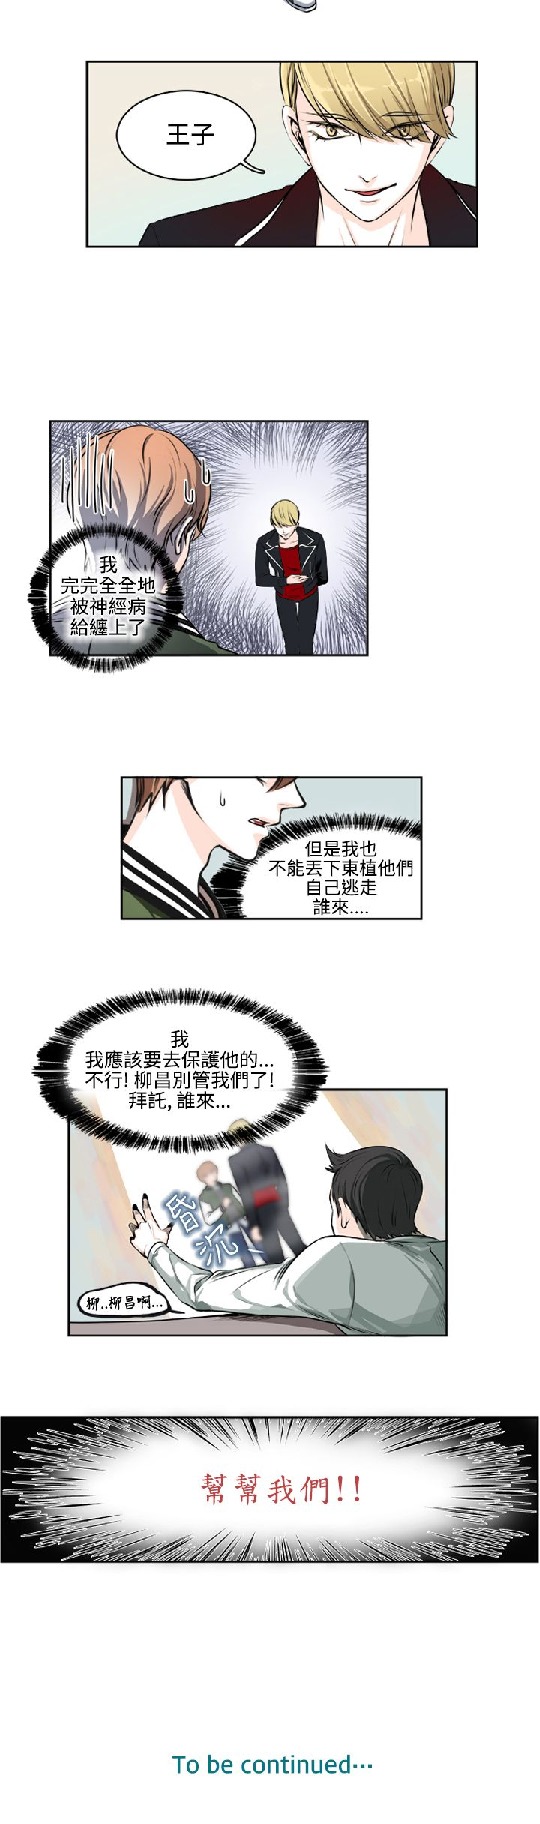 王子
我
完完全全地
被神經病
給纏上了
但是我也
不能丟下東植他們
自己逃走
誰來....
我
我應該要去保護他的...
不行! 柳昌別管我們了!
拜託, 誰來...
昏沉
柳..柳昌啊...
幫幫我們!!
To be continued…